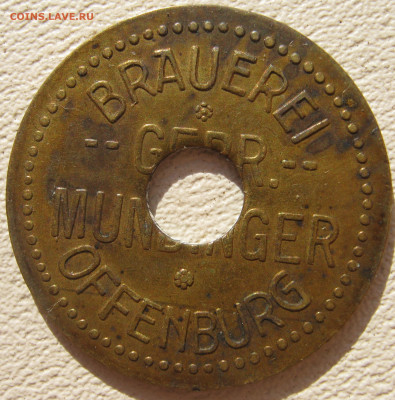 COINS.LAVE.RU
BRAUEREI
-- GEBR. --
MUNDINGER
OFFENBURG